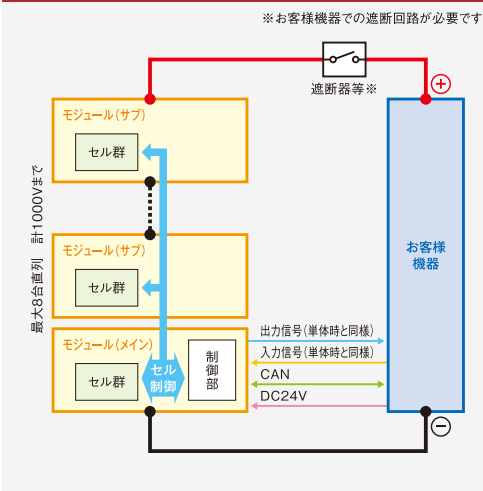 ※お客様機器での遮断回路が必要です
遮断器等※
+
モジュール(サブ)
セル群
最大8台直列 計1000Vまで
モジュール(サブ)
セル群
お客様
機器
モジュール(メイン)
セル群
セル
制御
制御部
出力信号(単体時と同様)
入力信号(単体時と同様)
CAN
DC24V
−